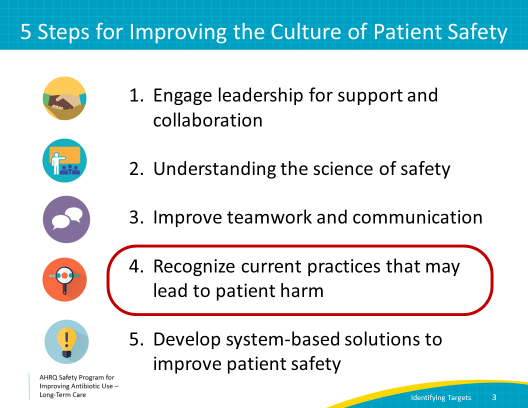 5 Steps for Improving the Culture of Patient Safety
1. Engage leadership for support and
collaboration
2. Understanding the science of safety
3. Improve teamwork and communication
4. Recognize current practices that may
lead to patient harm
5. Develop system-based solutions to
improve patient safety
AHRQ Safety Program for
Improving Antibiotic Use –
Long-Term Care
Identifying Targets 3